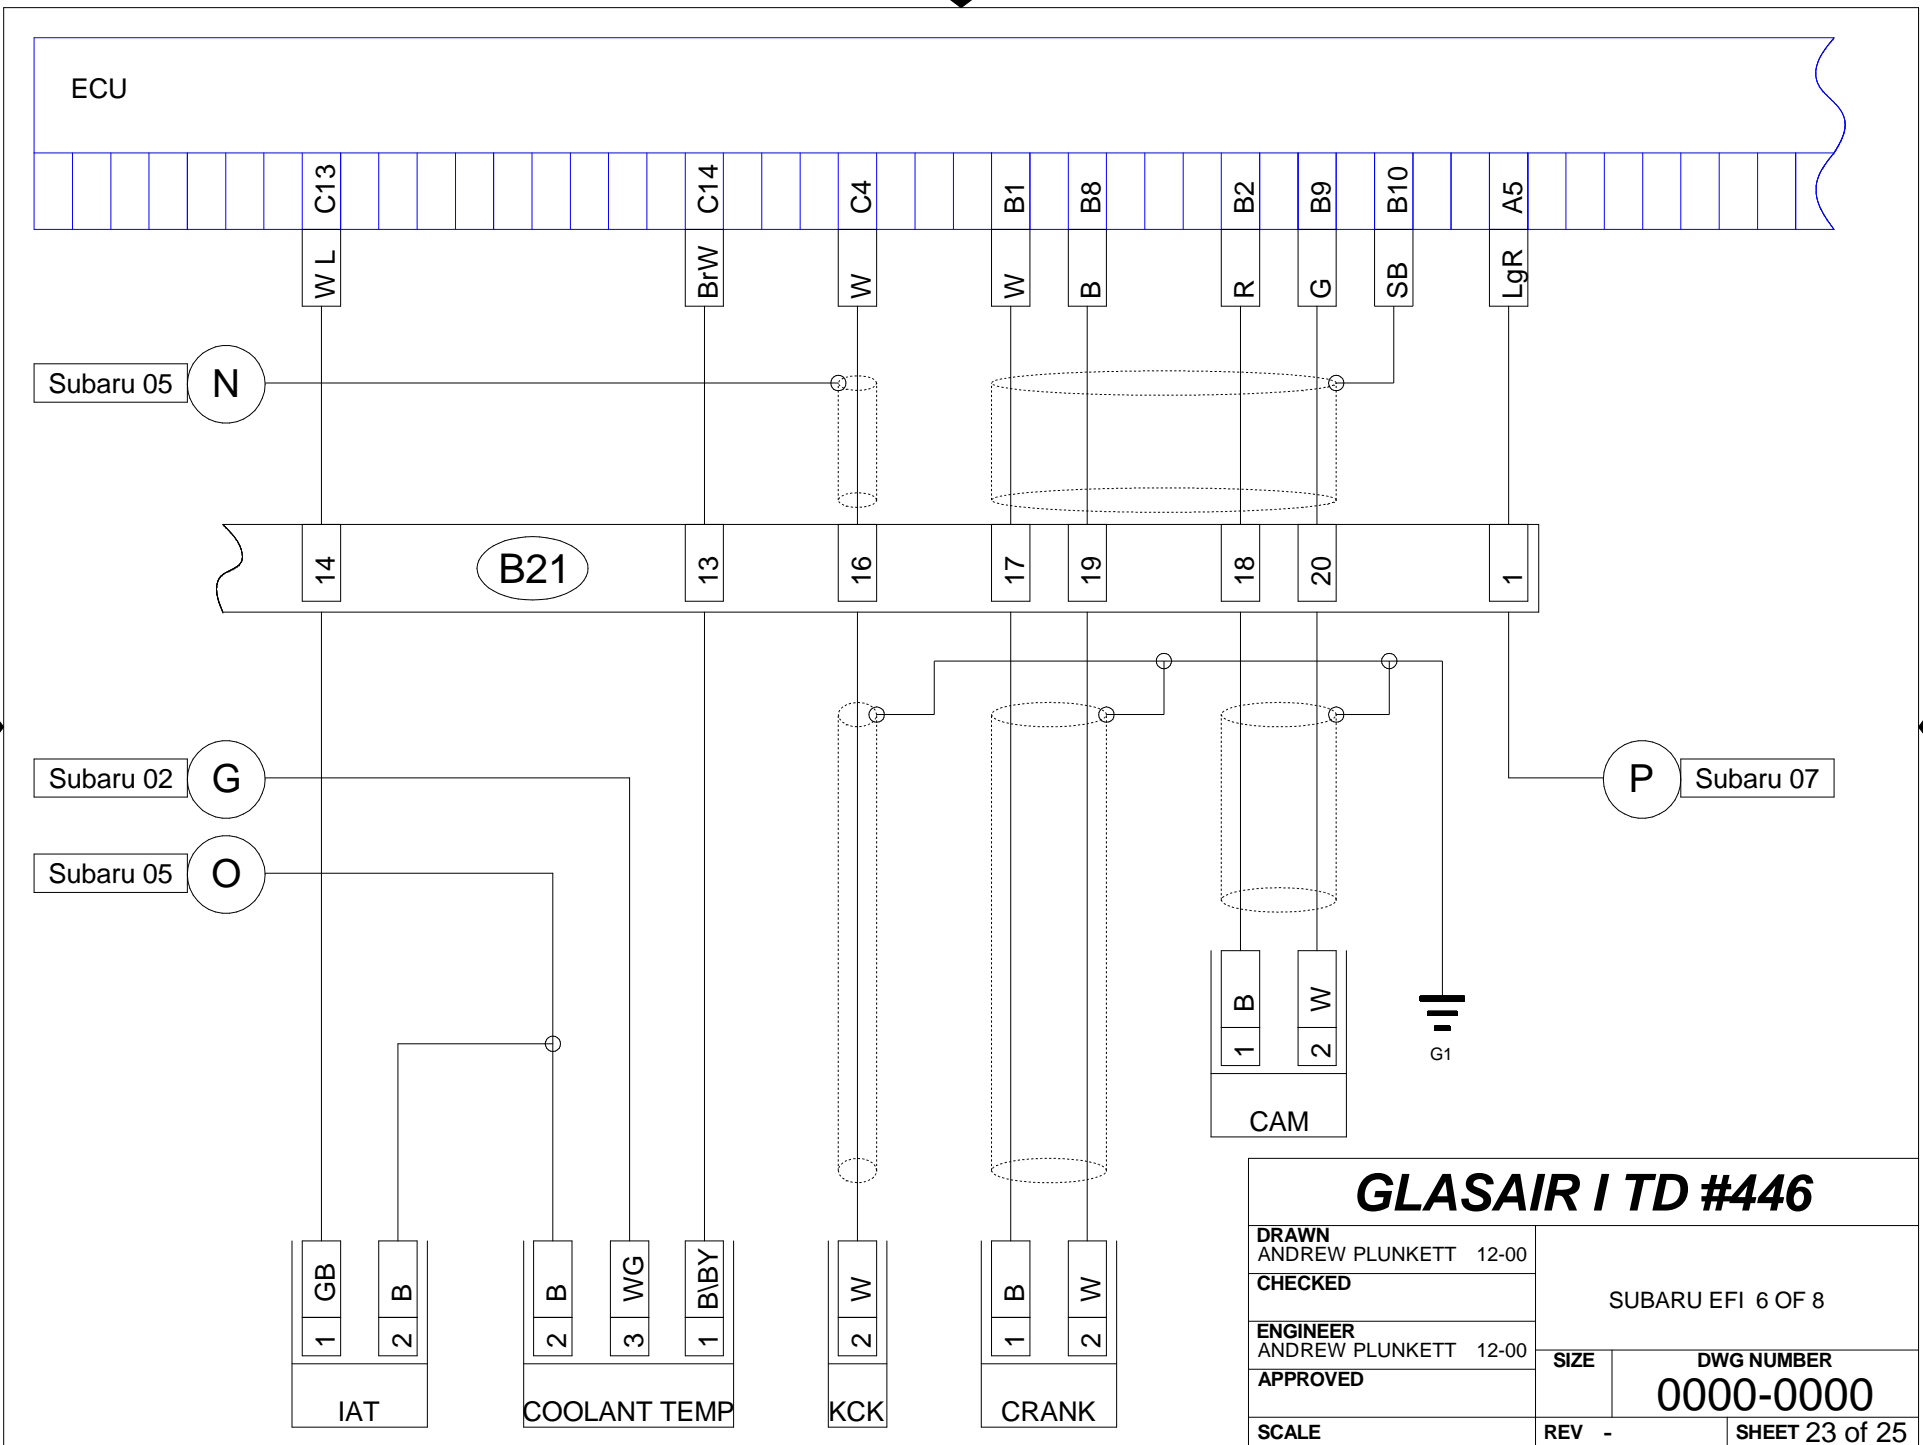 ECU
C13 C14 C4 B1 B8 B2 B9 B10 A5
W L BrW W W B R G SB LgR
Subaru 05 N
14 B21 13 16 17 19 18 20 1
Subaru 02 G
P Subaru 07
Subaru 05 O
B W
1 2
G1
CAM
GB B B WG B\BY W B W
1 2 2 3 1 2 1 2
IAT COOLANT TEMP KCK CRANK
GLASAIR I TD #446
DRAWN
ANDREW PLUNKETT 12-00
CHECKED
SUBARU EFI 6 OF 8
ENGINEER
ANDREW PLUNKETT 12-00
APPROVED
SIZE
DWG NUMBER
0000-0000
SCALE
REV -
SHEET 23 of 25